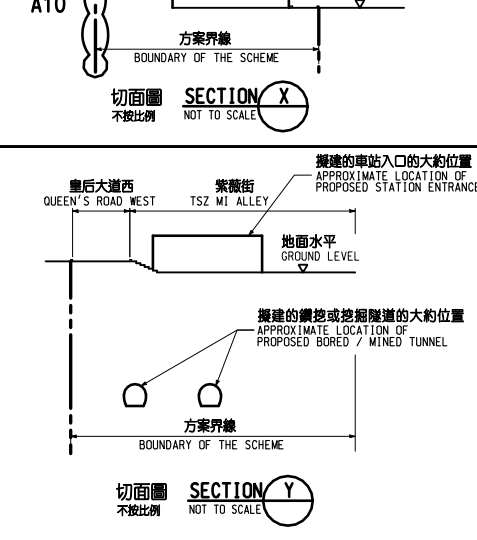 A10
方案界線
BOUNDARY OF THE SCHEME
切面圖 SECTION X
不按比例 NOT TO SCALE
擬建的車站入口的大約位置
APPROXIMATE LOCATION OF
PROPOSED STATION ENTRANCE
皇后大道西 紫薇街
QUEEN'S ROAD WEST TSZ MI ALLEY
地面水平
GROUND LEVEL
擬建的鑽挖或挖掘隧道的大約位置
APPROXIMATE LOCATION OF
PROPOSED BORED / MINED TUNNEL
方案界線
BOUNDARY OF THE SCHEME
切面圖 SECTION Y
不按比例 NOT TO SCALE